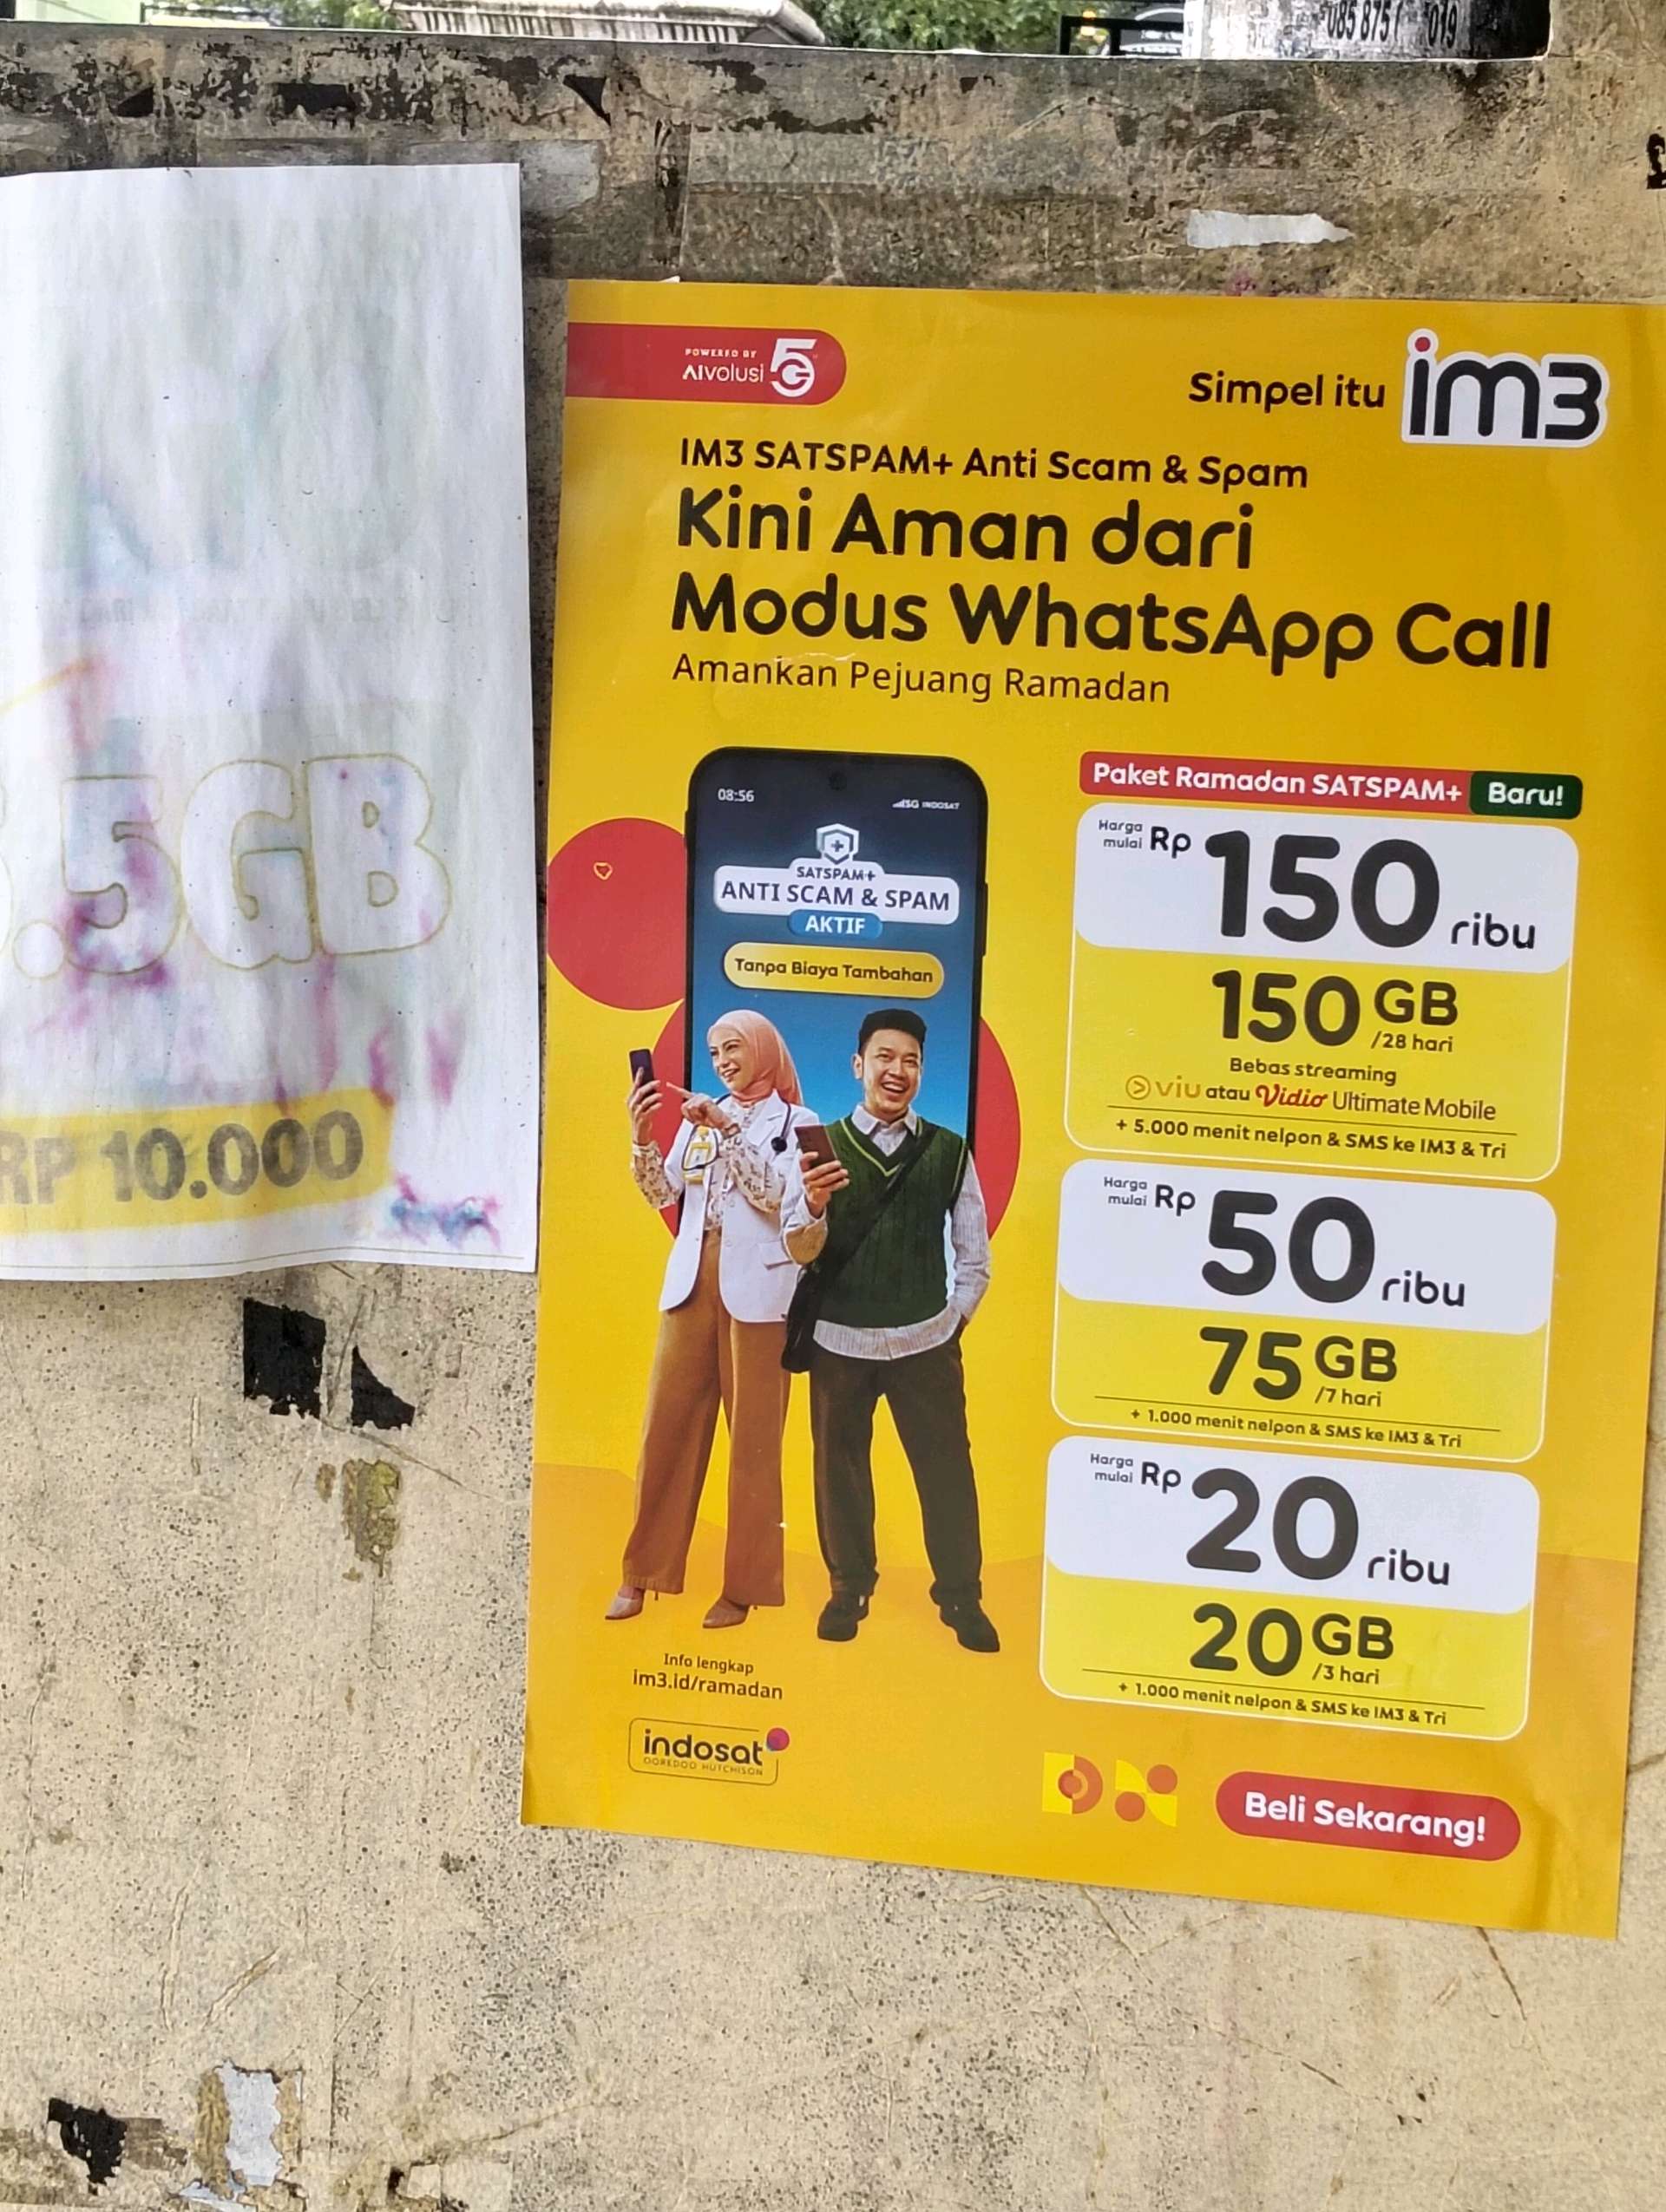 085 875
019
.5GB
RP 10.000
POWERED BY
AIvolusi 5G
Simpel itu im3
IM3 SATSPAM+ Anti Scam & Spam
Kini Aman dari
Modus WhatsApp Call
Amankan Pejuang Ramadan
08:56
5G INDOSAT
SATSPAM+
ANTI SCAM & SPAM
AKTIF
Tanpa Biaya Tambahan
Info lengkap
im3.id/ramadan
indosat
OOREDOO HUTCHISON
Paket Ramadan SATSPAM+ Baru!
Harga mulai Rp 150 ribu
150 GB
/28 hari
Bebas streaming
viu atau Vidio Ultimate Mobile
+ 5.000 menit nelpon & SMS ke IM3 & Tri
Harga mulai Rp 50 ribu
75 GB
/7 hari
+ 1.000 menit nelpon & SMS ke IM3 & Tri
Harga mulai Rp 20 ribu
20 GB
/3 hari
+ 1.000 menit nelpon & SMS ke IM3 & Tri
Beli Sekarang!